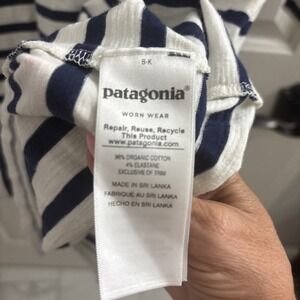 patagonia®
WORN WEAR
Repair, Reuse, Recycle
This Product
www.patagonia.com
96% ORGANIC COTTON
4% ELASTANE
EXCLUSIVE OF TRIM
MADE IN SRI LANKA
FABRIQUÉ AU SRI LANKA
HECHO EN SRI LANKA